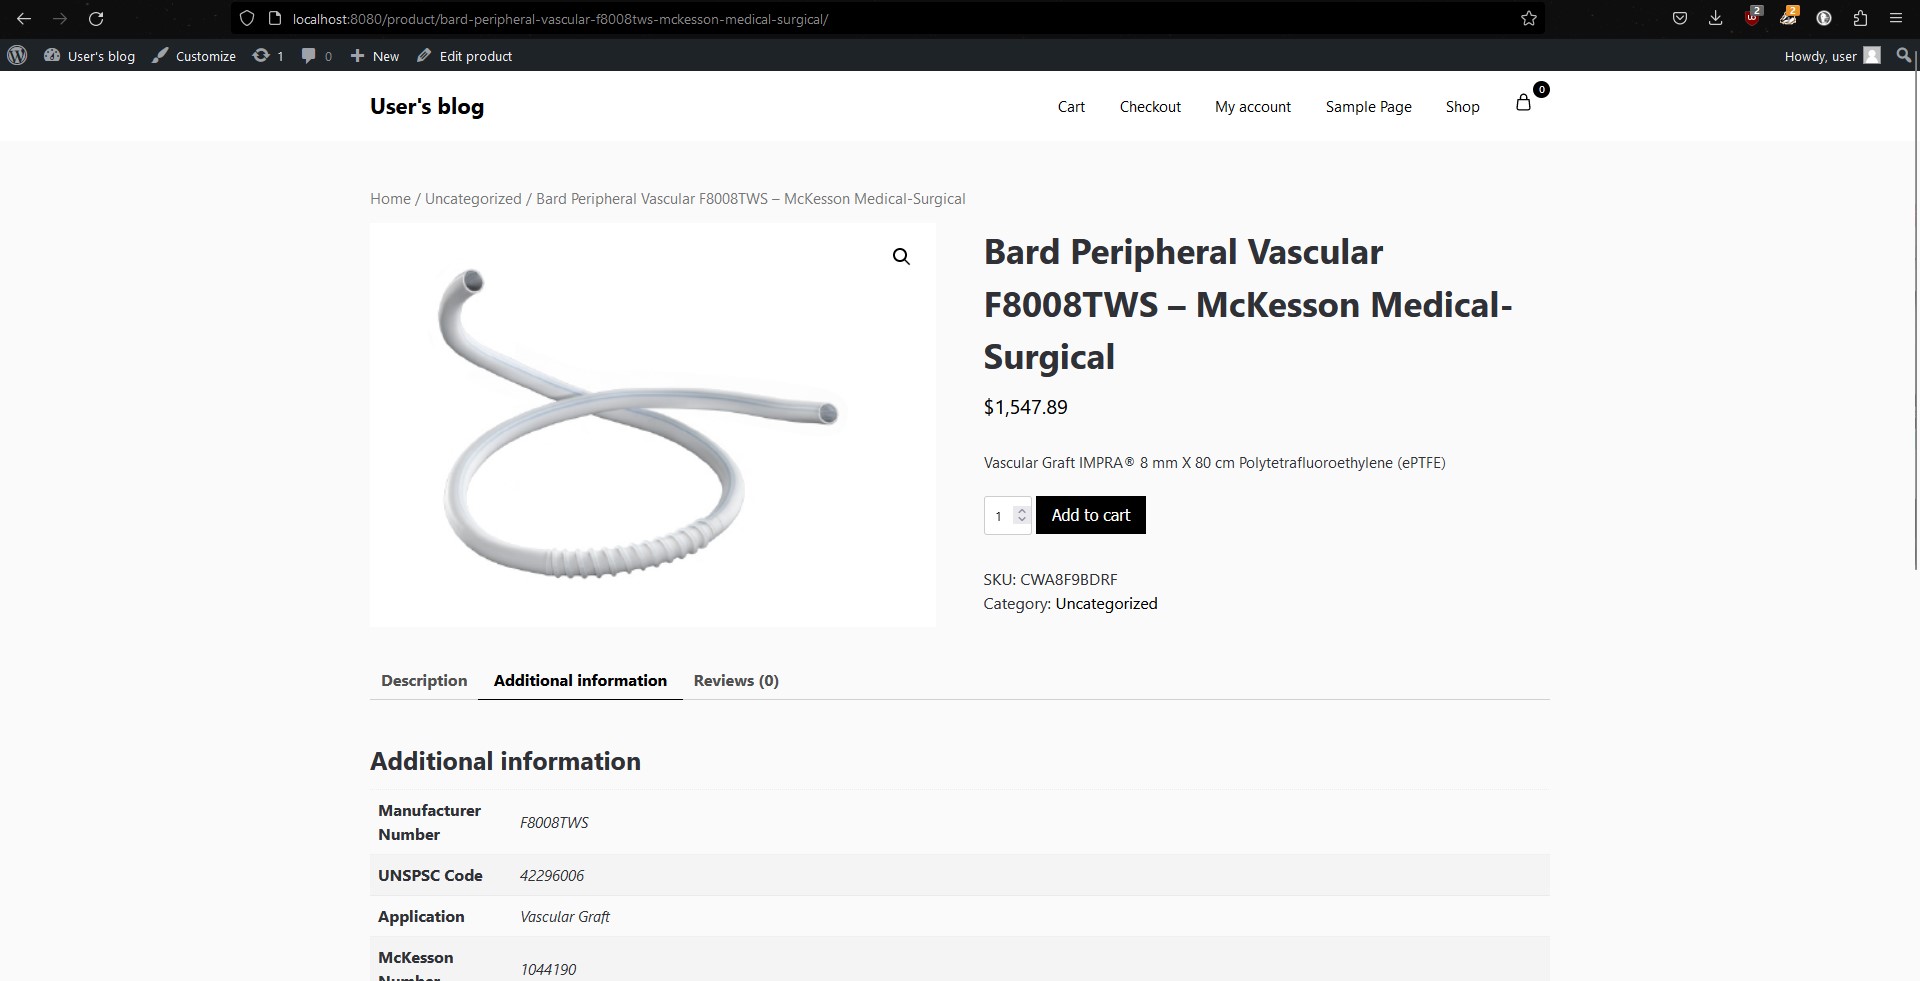 localhost:8080/product/bard-peripheral-vascular-f8008tws-mckesson-medical-surgical/
2
2
User's blog
Customize
1
0
New
Edit product
Howdy, user
User's blog
Cart
Checkout
My account
Sample Page
Shop
0
Home / Uncategorized / Bard Peripheral Vascular F8008TWS – McKesson Medical-Surgical
Bard Peripheral Vascular
F8008TWS – McKesson Medical-
Surgical
$1,547.89
Vascular Graft IMPRA® 8 mm X 80 cm Polytetrafluoroethylene (ePTFE)
1
Add to cart
SKU: CWA8F9BDRF
Category: Uncategorized
Description
Additional information
Reviews (0)
Additional information
Manufacturer
Number
F8008TWS
UNSPSC Code
42296006
Application
Vascular Graft
McKesson
Number
1044190